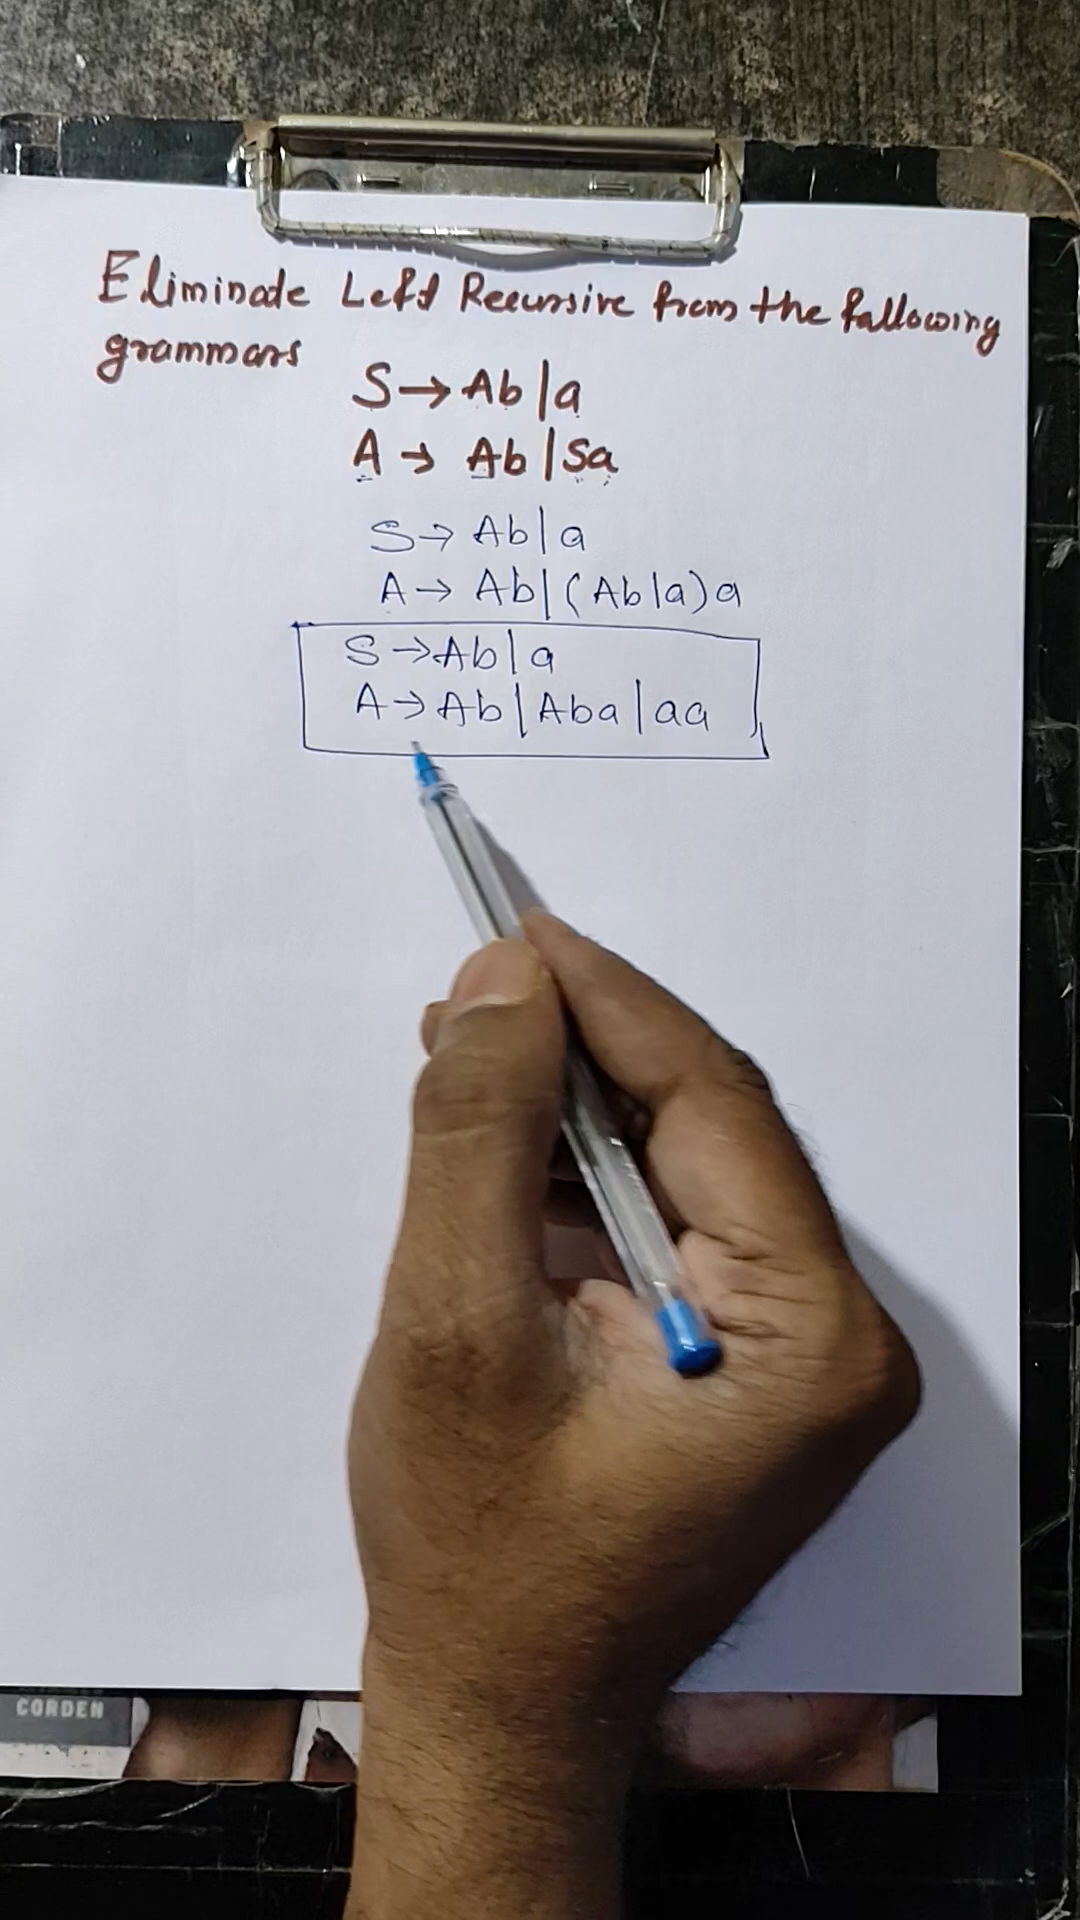 Eliminate Left Recursive from the following
grammars
S→Ab|a
A→Ab|Sa
S→Ab|a
A→Ab|(Ab|a)a
S→Ab|a
A→Ab|Aba|aa
CORDEN